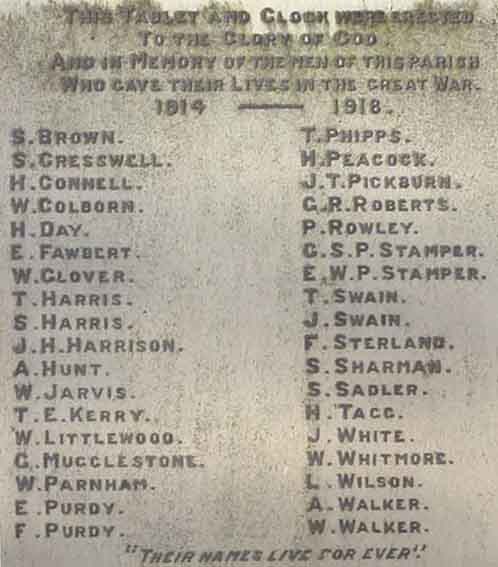 THIS TABLET AND CLOCK WERE ERECTED
TO THE GLORY OF GOD
AND IN MEMORY OF THE MEN OF THIS PARISH
WHO GAVE THEIR LIVES IN THE GREAT WAR.
1914 — 1918.
S. BROWN.
S. CRESSWELL.
H. CONNELL.
W. COLBORN.
H. DAY.
E. FAWBERT.
W. GLOVER.
T. HARRIS.
S. HARRIS.
J. H. HARRISON.
A. HUNT.
W. JARVIS.
T. E. KERRY.
W. LITTLEWOOD.
G. MUGGLESTONE.
W. PARNHAM.
E. PURDY.
F. PURDY.
T. PHIPPS.
H. PEACOCK.
J. T. PICKBURN.
G. R. ROBERTS.
P. ROWLEY.
G. S. P. STAMPER.
E. W. P. STAMPER.
T. SWAIN.
J. SWAIN.
F. STERLAND.
S. SHARMAN.
S. SADLER.
H. TAGG.
J. WHITE.
W. WHITMORE.
L. WILSON.
A. WALKER.
W. WALKER.
"THEIR NAMES LIVE FOR EVER".